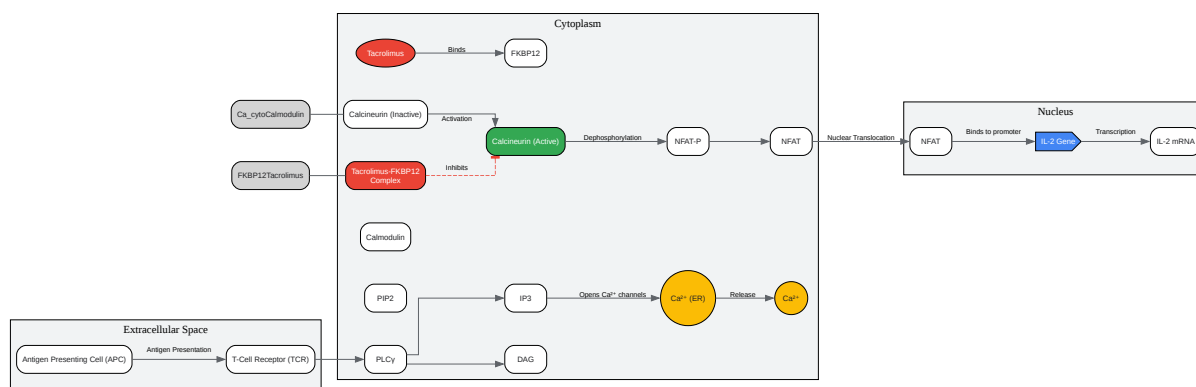 Cytoplasm
Tacrolimus
Binds
FKBP12
Ca_cytoCalmodulin
Calcineurin (Inactive)
Activation
Calcineurin (Active)
Dephosphorylation
NFAT-P
NFAT
Nuclear Translocation
Nucleus
NFAT
Binds to promoter
IL-2 Gene
Transcription
IL-2 mRNA
FKBP12Tacrolimus
Tacrolimus-FKBP12
Complex
Inhibits
Calmodulin
PIP2
IP3
Opens Ca²⁺ channels
Ca²⁺ (ER)
Release
Ca²⁺
Extracellular Space
Antigen Presenting Cell (APC)
Antigen Presentation
T-Cell Receptor (TCR)
PLCγ
DAG